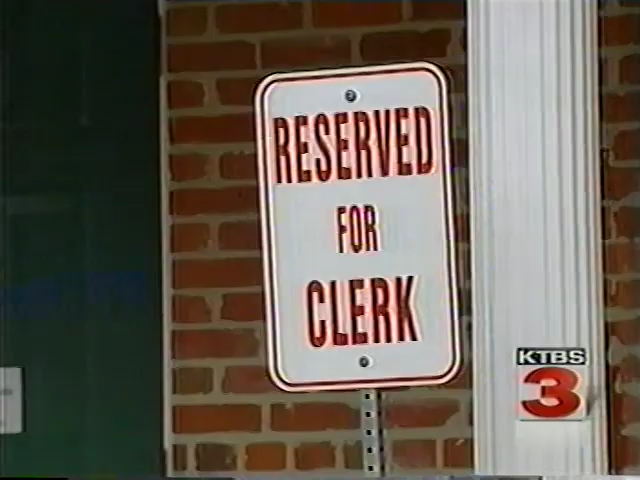 RESERVED
FOR
CLERK
KTBS
3